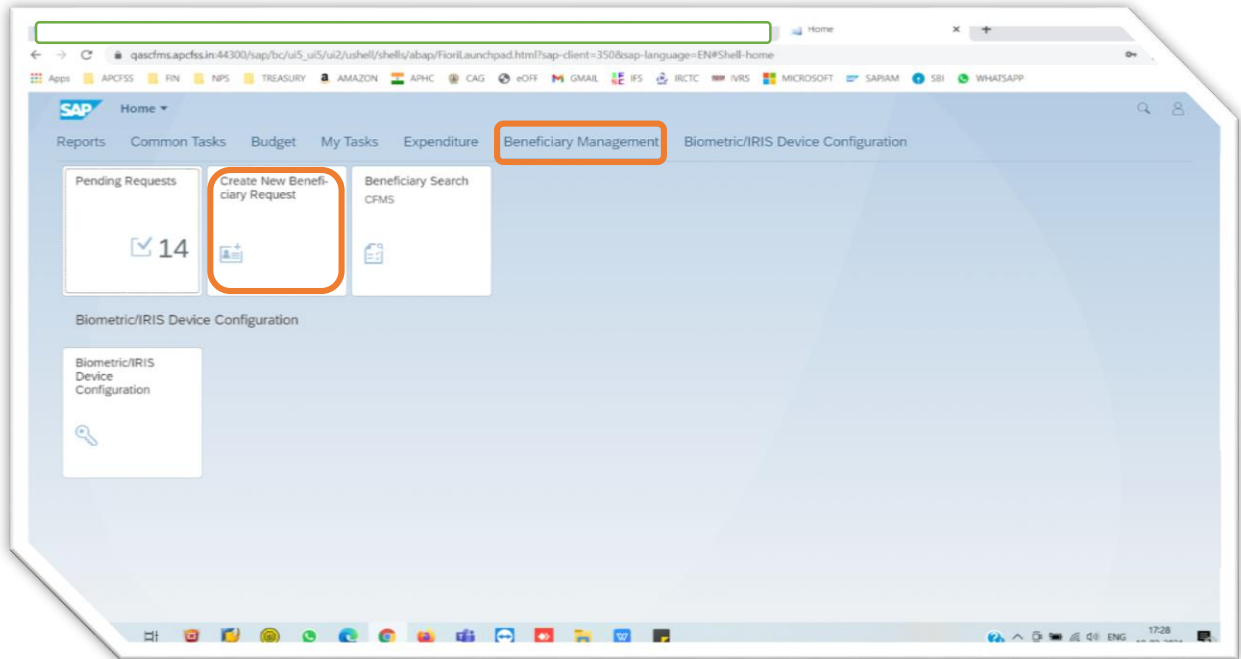 Home
qascfms.apcfss.in:44300/sap/bc/ui5_ui5/ui2/ushell/shells/abap/FioriLaunchpad.html?sap-client=350&sap-language=EN#Shell-home
Apps APCFSS FIN NPS TREASURY AMAZON APHC CAG eOFF GMAIL IFS IRCTC IVRS MICROSOFT SAPIAM SBI WHATSAPP
SAP Home
Reports Common Tasks Budget My Tasks Expenditure Beneficiary Management Biometric/IRIS Device Configuration
Pending Requests
14
Create New Benefi-
ciary Request
Beneficiary Search
CFMS
Biometric/IRIS Device Configuration
Biometric/IRIS
Device
Configuration
ENG 17:28